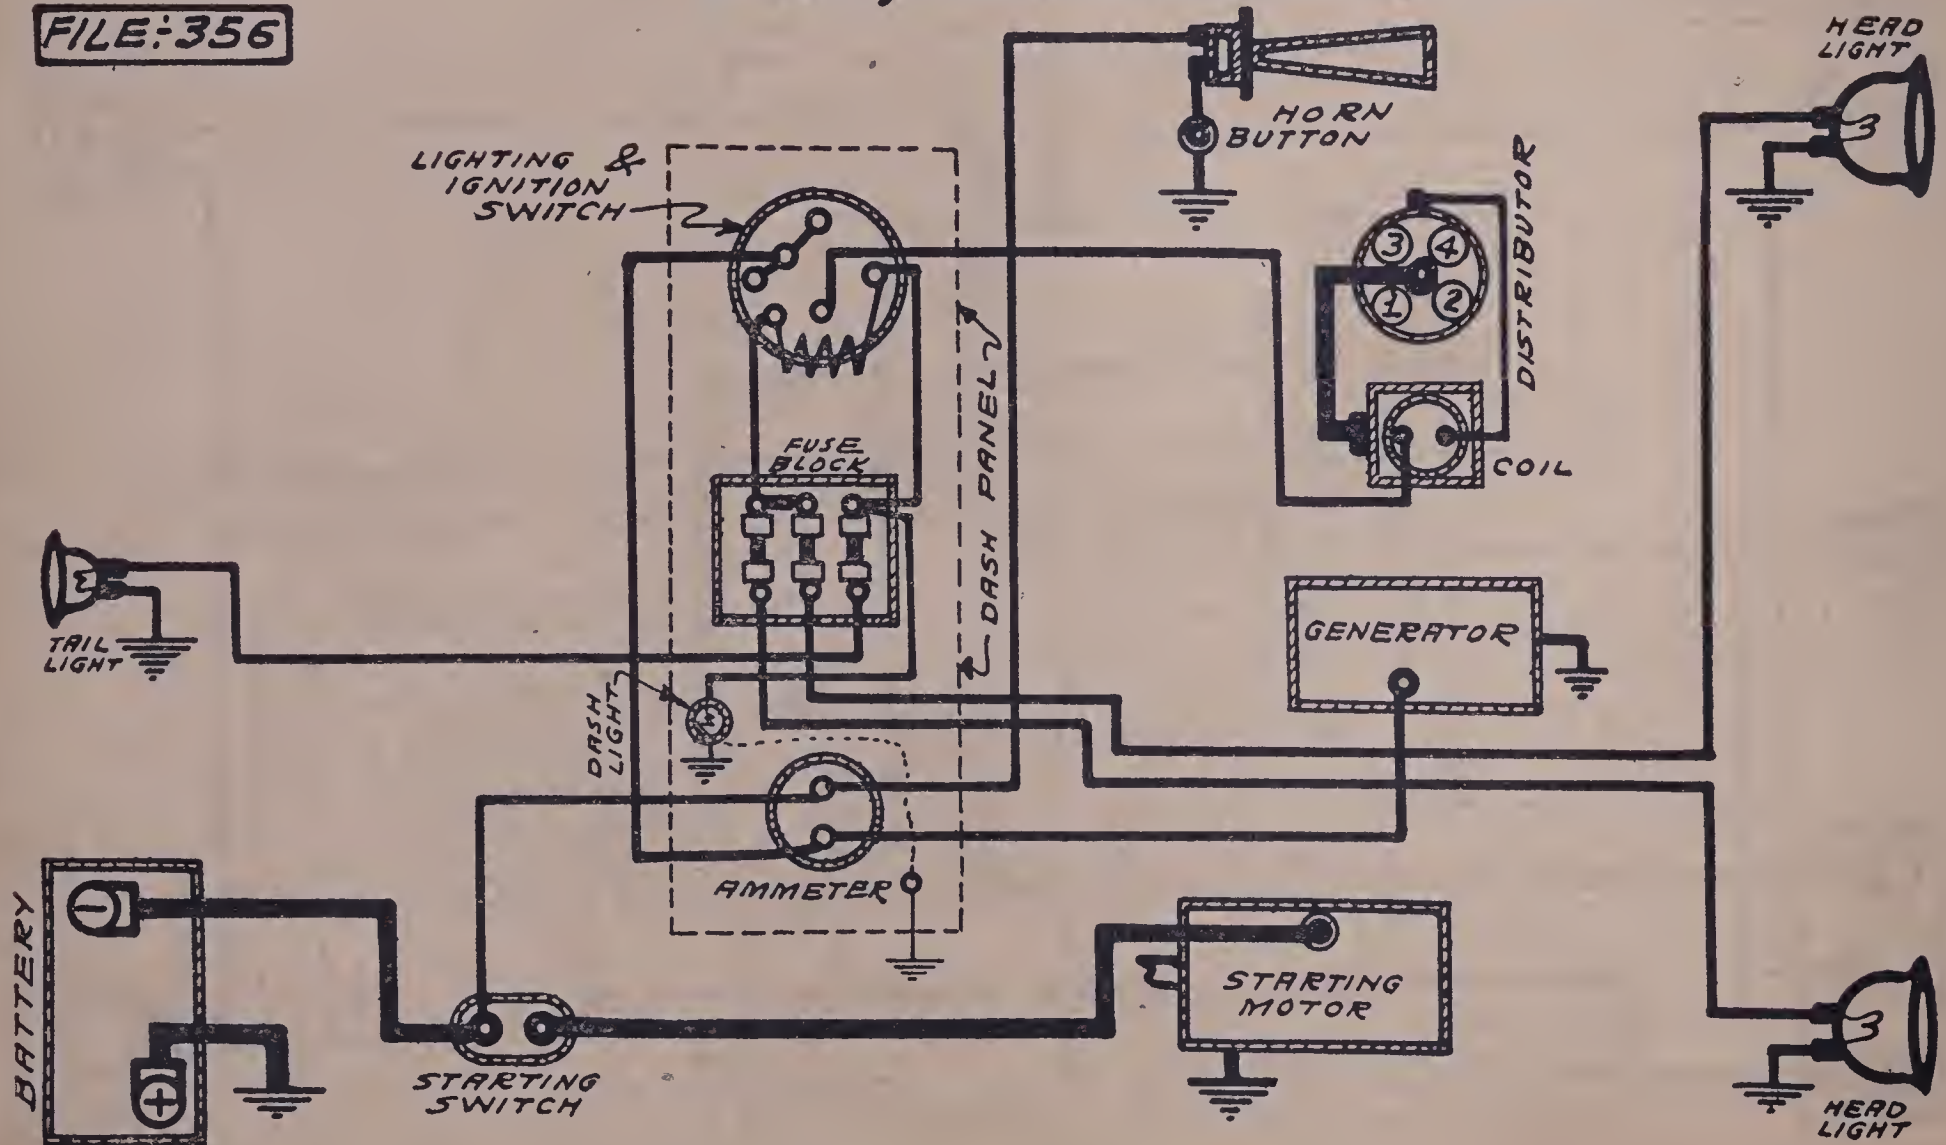 FILE:-356
HEAD
LIGHT
HORN
BUTTON
LIGHTING &
IGNITION
SWITCH
DISTRIBUTOR
3 4
1 2
DASH PANEL
FUSE
BLOCK
COIL
GENERATOR
TAIL
LIGHT
DASH
LIGHT
AMMETER
BATTERY
−
+
STARTING
MOTOR
STARTING
SWITCH
HEAD
LIGHT